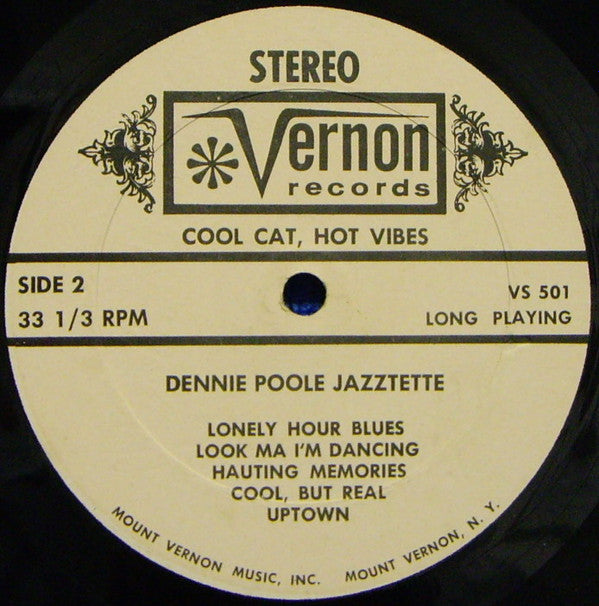 STEREO
Vernon
records
COOL CAT, HOT VIBES
SIDE 2
33 1/3 RPM
VS 501
LONG PLAYING
DENNIE POOLE JAZZTETTE
LONELY HOUR BLUES
LOOK MA I'M DANCING
HAUTING MEMORIES
COOL, BUT REAL
UPTOWN
MOUNT VERNON MUSIC, INC. MOUNT VERNON, N. Y.